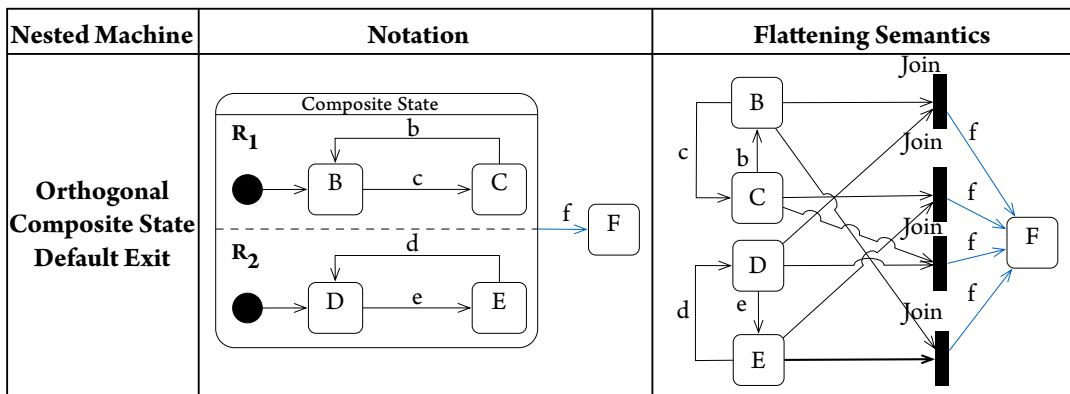 Nested Machine
Notation
Flattening Semantics
Orthogonal
Composite State
Default Exit
Composite State
R1
b
B
c
C
f
F
R2
d
D
e
E
Join
B
f
Join
c
b
C
f
Join
F
D
f
d
e
Join
f
E